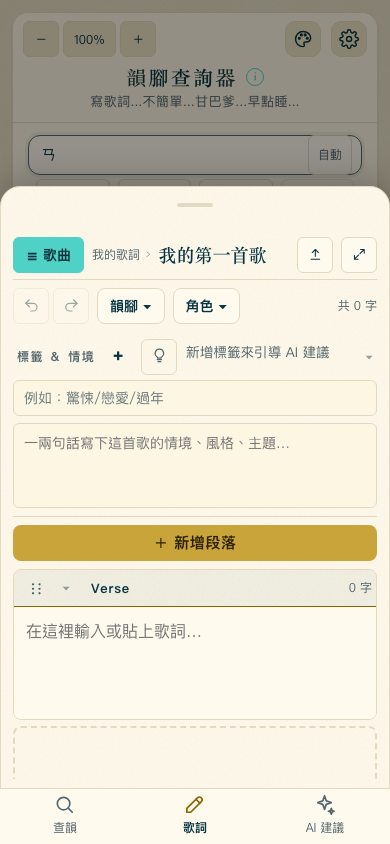 − 100% +
韻腳查詢器 i
寫歌詞...不簡單...甘巴爹...早點睡...
ㄢ 自動
歌曲 我的歌詞 › 我的第一首歌
韻腳 角色 共 0 字
標籤 & 情境 + 新增標籤來引導 AI 建議
例如：驚悚/戀愛/過年
一兩句話寫下這首歌的情境、風格、主題...
+ 新增段落
Verse 0 字
在這裡輸入或貼上歌詞...
查韻 歌詞 AI 建議